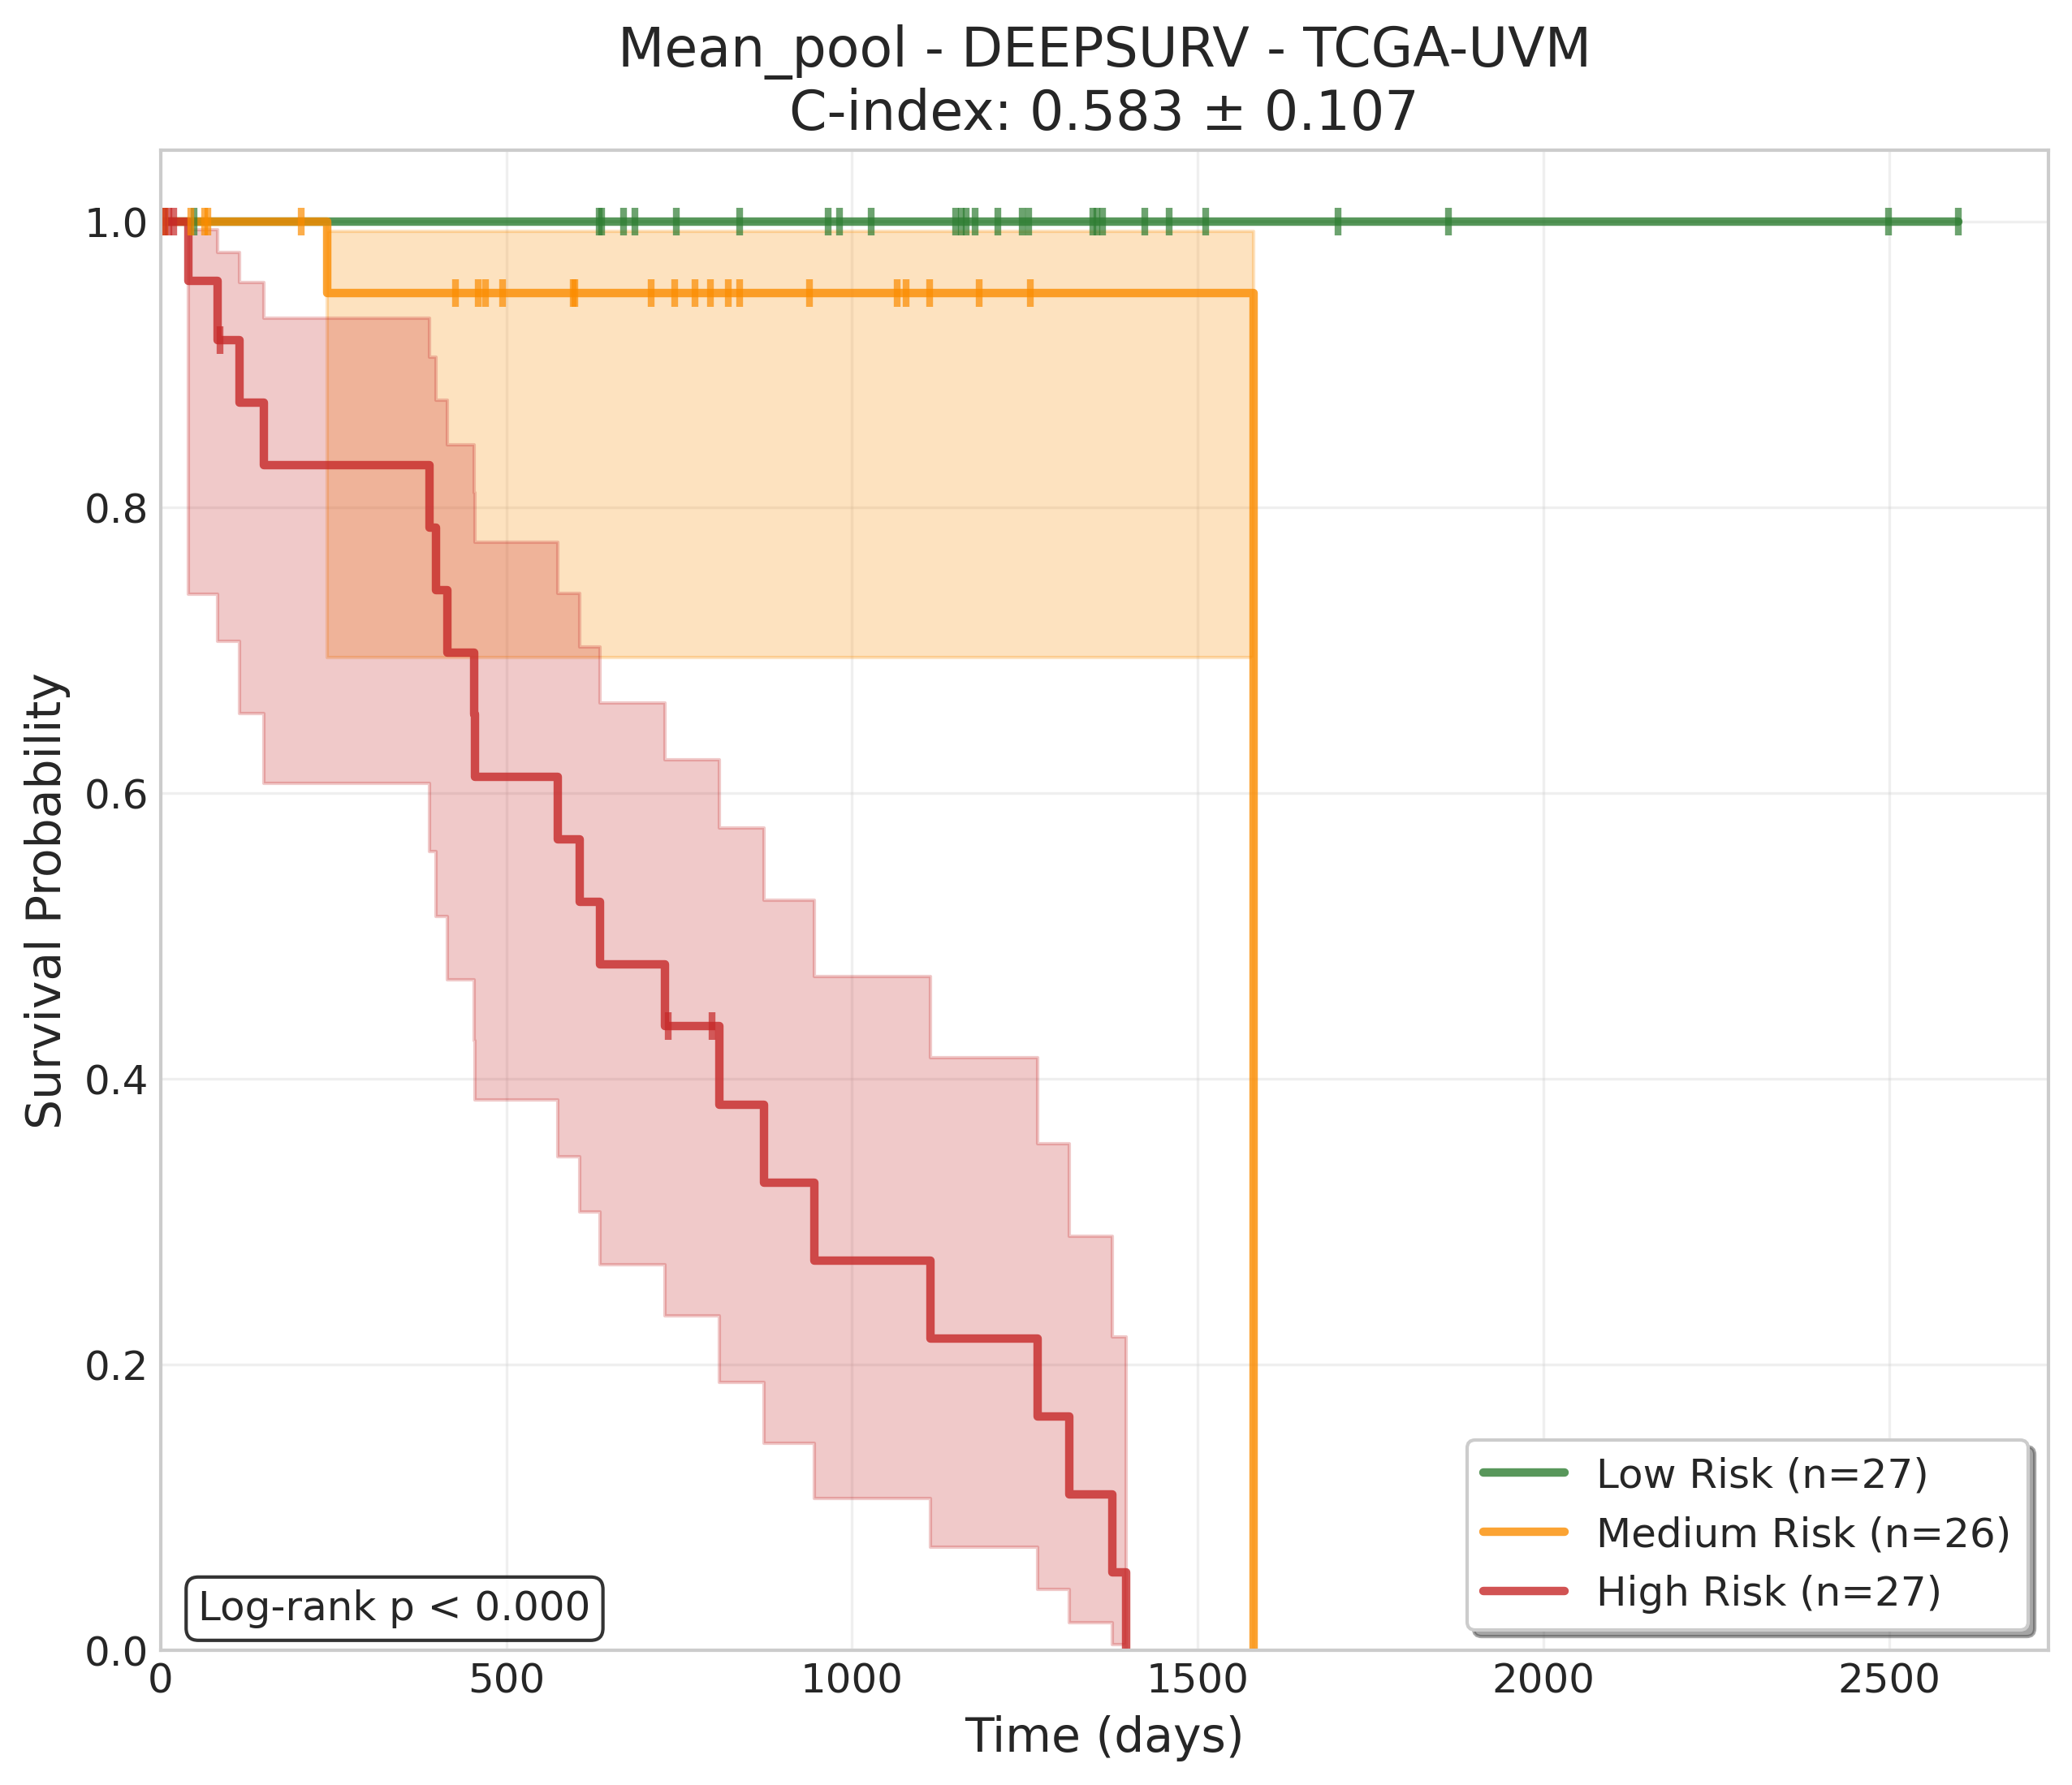 Mean_pool - DEEPSURV - TCGA-UVM
C-index: 0.583 ± 0.107
Survival Probability
1.0
0.8
0.6
0.4
0.2
0.0
Log-rank p < 0.000
Low Risk (n=27)
Medium Risk (n=26)
High Risk (n=27)
0 500 1000 1500 2000 2500
Time (days)